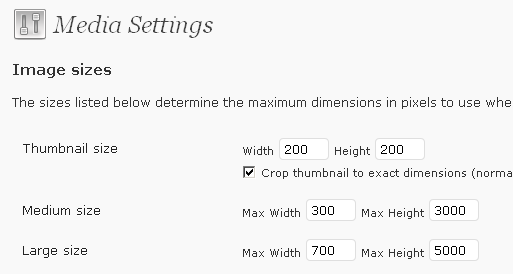 Media Settings
Image sizes
The sizes listed below determine the maximum dimensions in pixels to use whe
Thumbnail size Width 200 Height 200
Crop thumbnail to exact dimensions (norma
Medium size Max Width 300 Max Height 3000
Large size Max Width 700 Max Height 5000